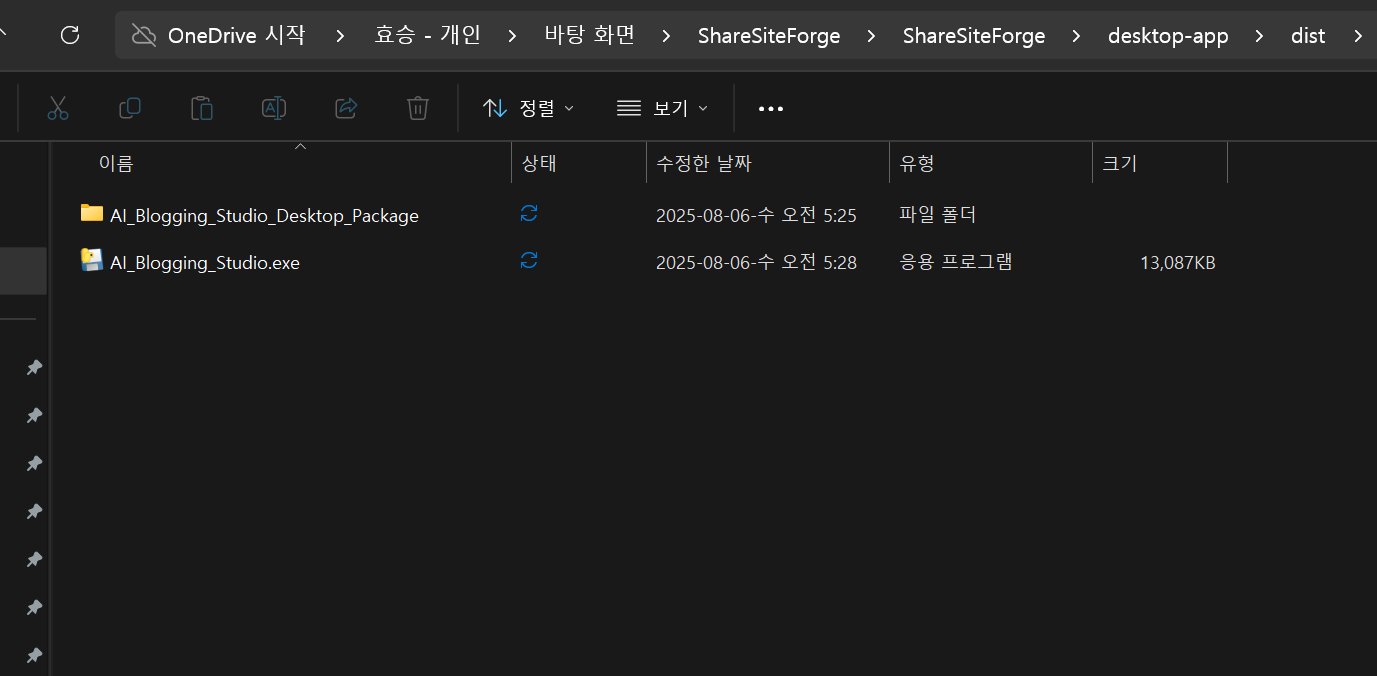 OneDrive 시작 > 효승 - 개인 > 바탕 화면 > ShareSiteForge > ShareSiteForge > desktop-app > dist >
정렬 보기
이름 상태 수정한 날짜 유형 크기
AI_Blogging_Studio_Desktop_Package 2025-08-06-수 오전 5:25 파일 폴더
AI_Blogging_Studio.exe 2025-08-06-수 오전 5:28 응용 프로그램 13,087KB